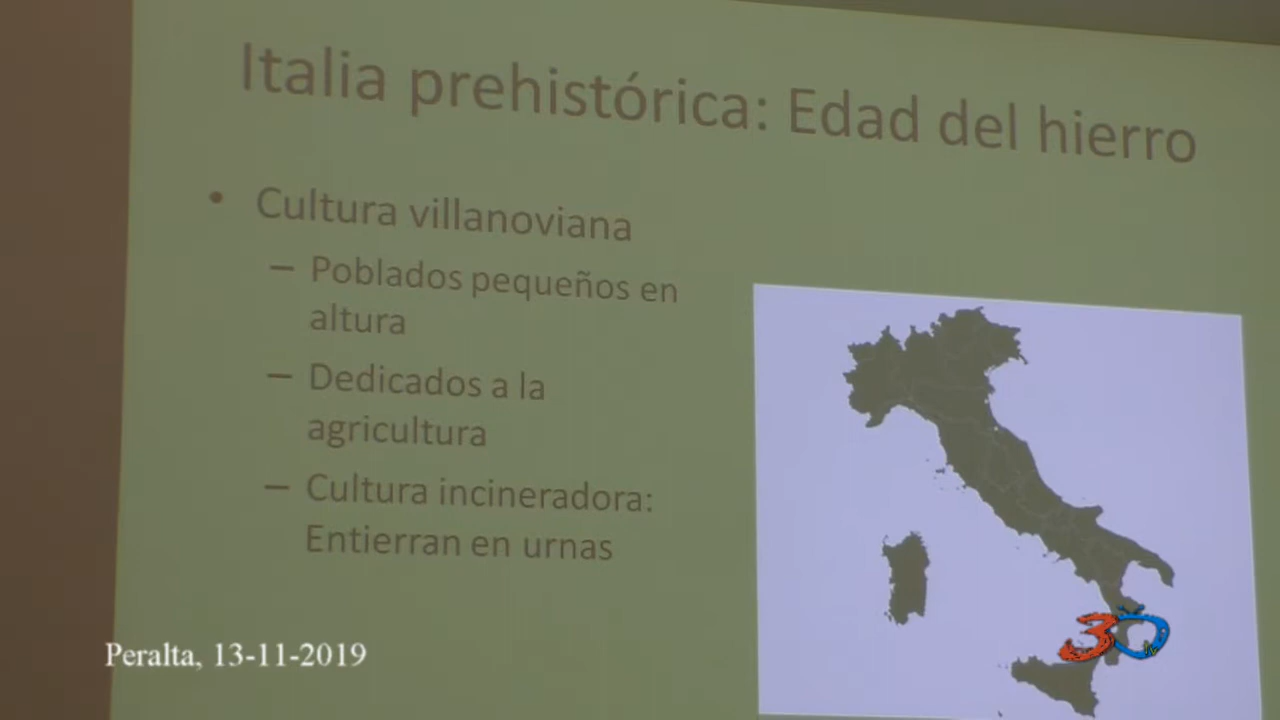 Italia prehistórica: Edad del hierro
• Cultura villanoviana
– Poblados pequeños en
altura
– Dedicados a la
agricultura
– Cultura incineradora:
Entierran en urnas
Peralta, 13-11-2019
30